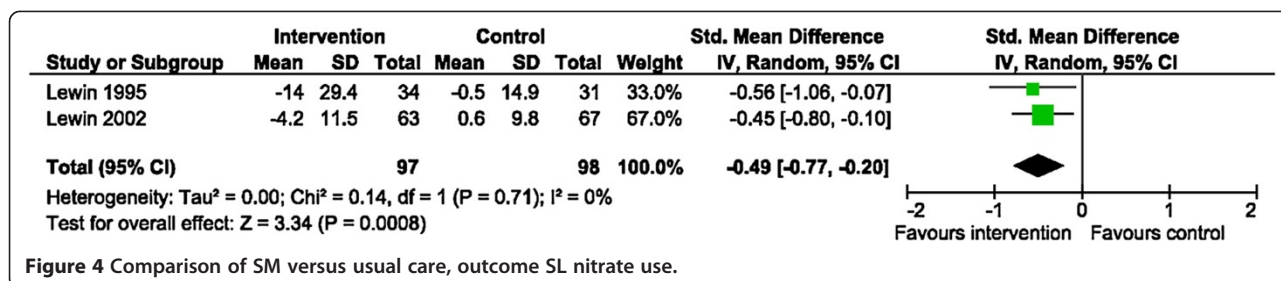 Intervention Control Std. Mean Difference Std. Mean Difference
Study or Subgroup Mean SD Total Mean SD Total Weight IV, Random, 95% CI IV, Random, 95% CI
Lewin 1995 -14 29.4 34 -0.5 14.9 31 33.0% -0.56 [-1.06, -0.07]
Lewin 2002 -4.2 11.5 63 0.6 9.8 67 67.0% -0.45 [-0.80, -0.10]
Total (95% CI) 97 98 100.0% -0.49 [-0.77, -0.20]
Heterogeneity: Tau² = 0.00; Chi² = 0.14, df = 1 (P = 0.71); I² = 0%
Test for overall effect: Z = 3.34 (P = 0.0008)
-2 -1 0 1 2
Favours intervention Favours control
Figure 4 Comparison of SM versus usual care, outcome SL nitrate use.